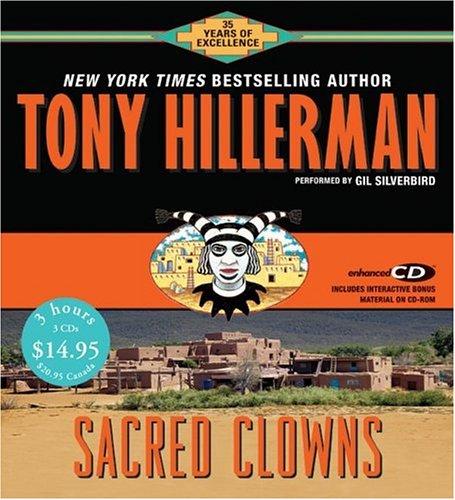 35
YEARS OF
EXCELLENCE
NEW YORK TIMES BESTSELLING AUTHOR
TONY HILLERMAN
PERFORMED BY GIL SILVERBIRD
enhanced CD
INCLUDES INTERACTIVE BONUS
MATERIAL ON CD-ROM
3 hours
3 CDs
$14.95
$20.95 Canada
SACRED CLOWNS